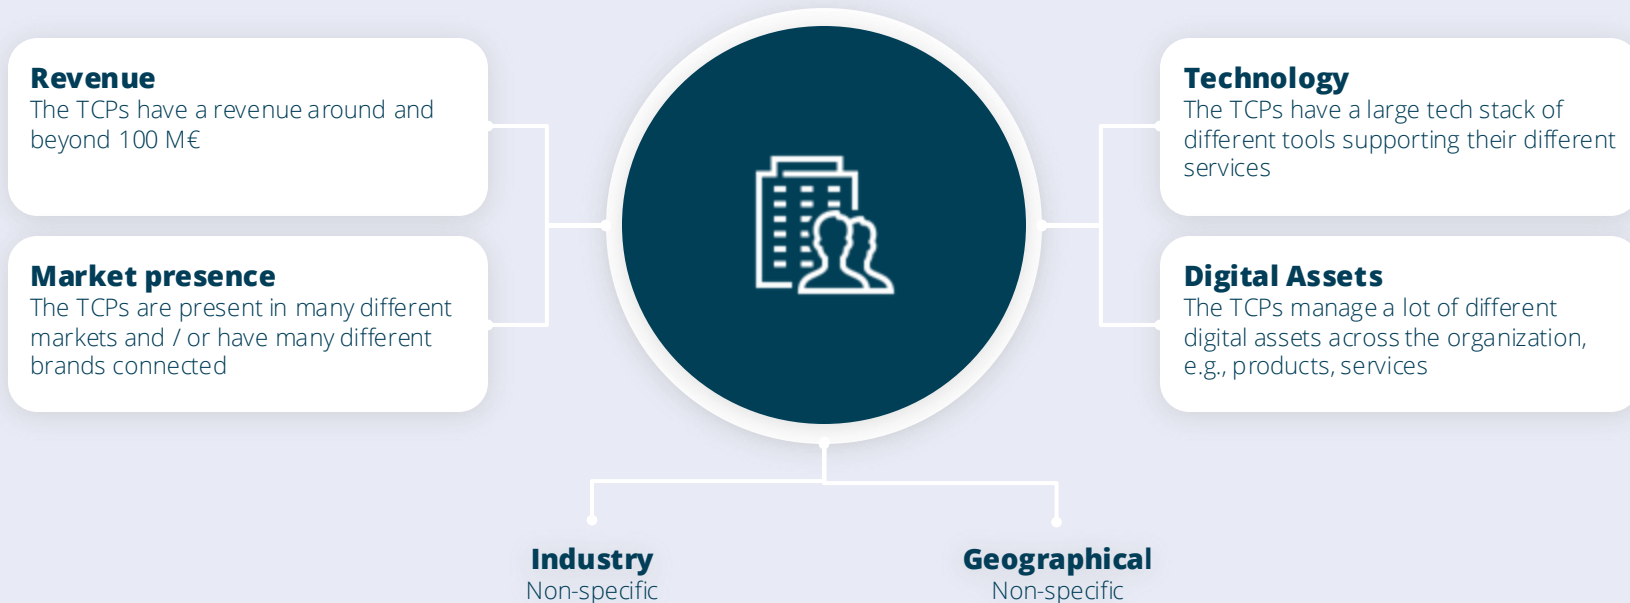 Revenue
The TCPs have a revenue around and
beyond 100 M€
Market presence
The TCPs are present in many different
markets and / or have many different
brands connected
Technology
The TCPs have a large tech stack of
different tools supporting their different
services
Digital Assets
The TCPs manage a lot of different
digital assets across the organization,
e.g., products, services
Industry
Non-specific
Geographical
Non-specific